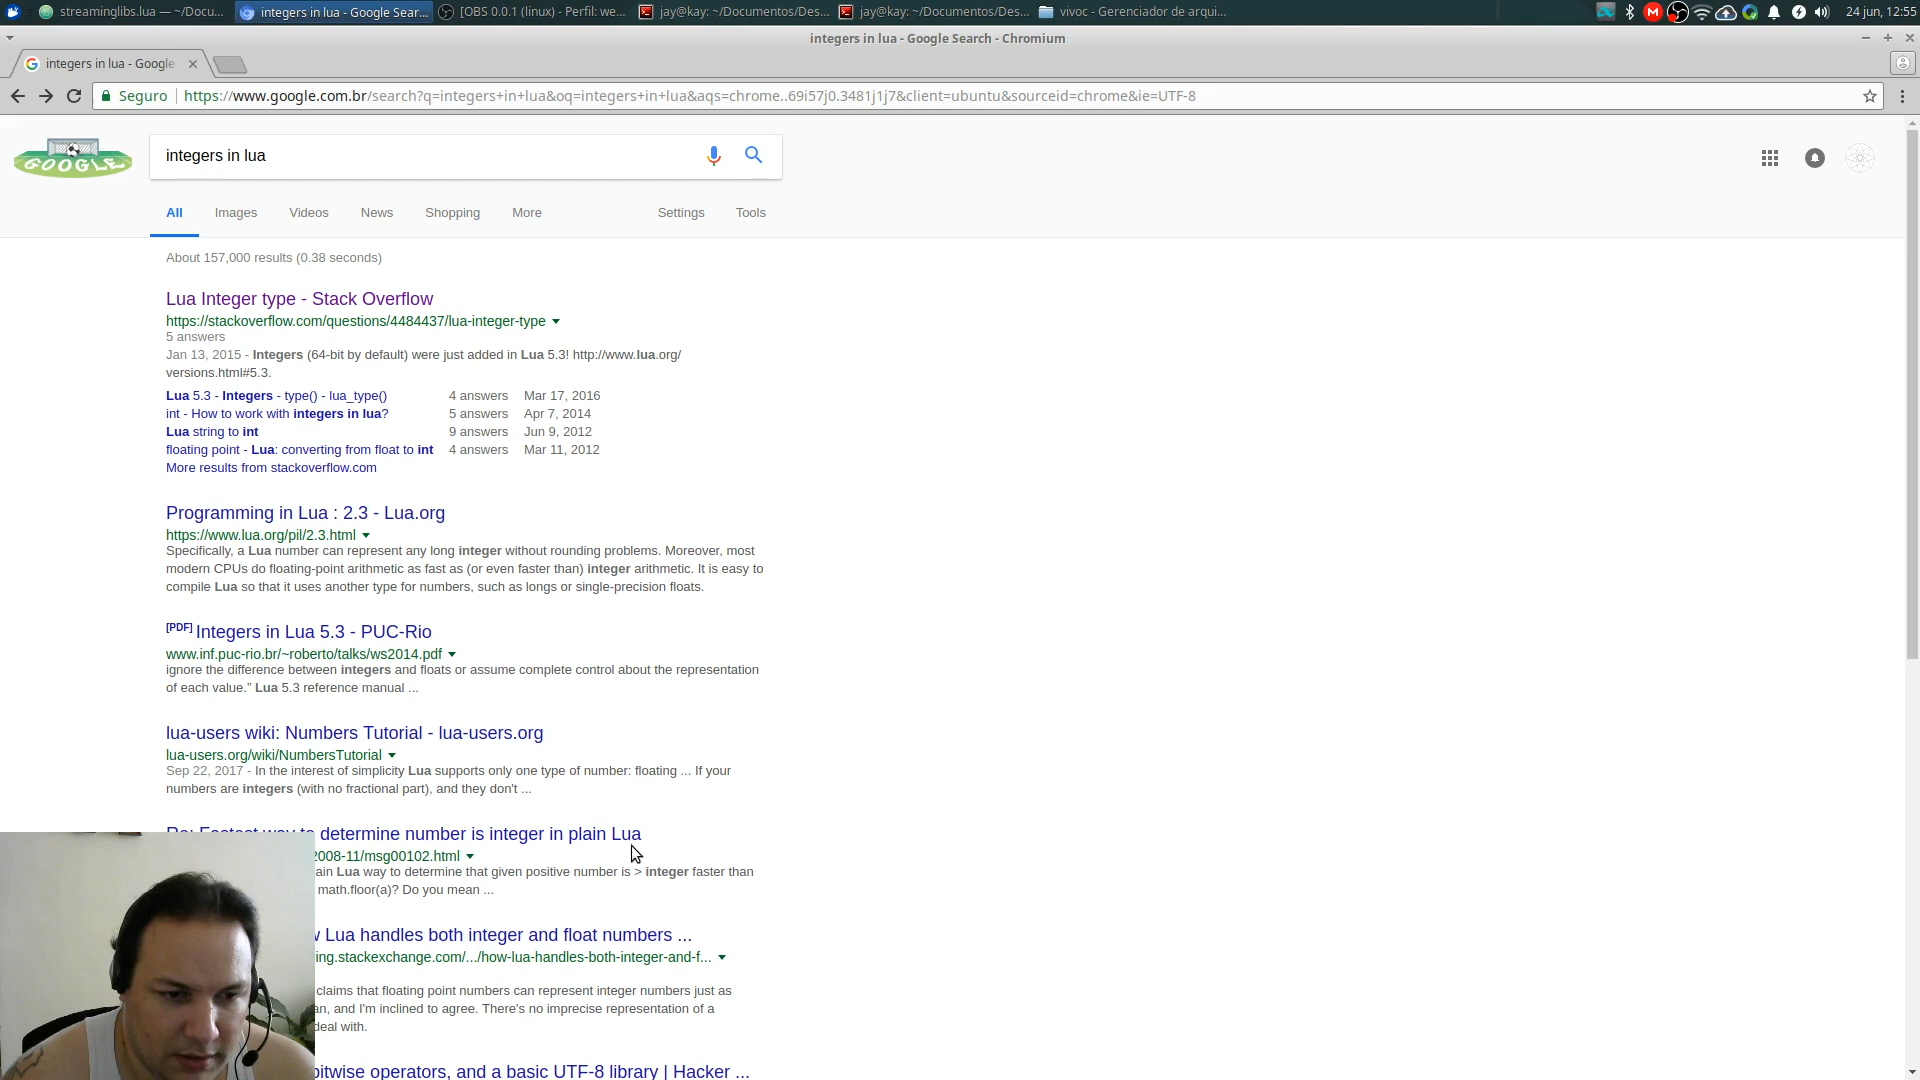 streaminglibs.lua — ~/Docu...
integers in lua - Google Sear...
[OBS 0.0.1 (linux) - Perfil: we...
jay@kay: ~/Documentos/Des...
jay@kay: ~/Documentos/Des...
vivoc - Gerenciador de arqui...
24 jun, 12:55
integers in lua - Google Search - Chromium
integers in lua - Google
Seguro
https://www.google.com.br/search?q=integers+in+lua&oq=integers+in+lua&aqs=chrome..69i57j0.3481j1j7&client=ubuntu&sourceid=chrome&ie=UTF-8
GOOGLE
integers in lua
All Images Videos News Shopping More Settings Tools
About 157,000 results (0.38 seconds)
Lua Integer type - Stack Overflow
https://stackoverflow.com/questions/4484437/lua-integer-type
5 answers
Jan 13, 2015 - Integers (64-bit by default) were just added in Lua 5.3! http://www.lua.org/
versions.html#5.3.
Lua 5.3 - Integers - type() - lua_type() 4 answers Mar 17, 2016
int - How to work with integers in lua? 5 answers Apr 7, 2014
Lua string to int 9 answers Jun 9, 2012
floating point - Lua: converting from float to int 4 answers Mar 11, 2012
More results from stackoverflow.com
Programming in Lua : 2.3 - Lua.org
https://www.lua.org/pil/2.3.html
Specifically, a Lua number can represent any long integer without rounding problems. Moreover, most
modern CPUs do floating-point arithmetic as fast as (or even faster than) integer arithmetic. It is easy to
compile Lua so that it uses another type for numbers, such as longs or single-precision floats.
[PDF] Integers in Lua 5.3 - PUC-Rio
www.inf.puc-rio.br/~roberto/talks/ws2014.pdf
ignore the difference between integers and floats or assume complete control about the representation
of each value.” Lua 5.3 reference manual ...
lua-users wiki: Numbers Tutorial - lua-users.org
lua-users.org/wiki/NumbersTutorial
Sep 22, 2017 - In the interest of simplicity Lua supports only one type of number: floating ... If your
numbers are integers (with no fractional part), and they don't ...
Re: Fastest way to determine number is integer in plain Lua
2008-11/msg00102.html
ain Lua way to determine that given positive number is > integer faster than
math.floor(a)? Do you mean ...
w Lua handles both integer and float numbers ...
ing.stackexchange.com/.../how-lua-handles-both-integer-and-f...
claims that floating point numbers can represent integer numbers just as
an, and I'm inclined to agree. There's no imprecise representation of a
deal with.
bitwise operators, and a basic UTF-8 library | Hacker ...